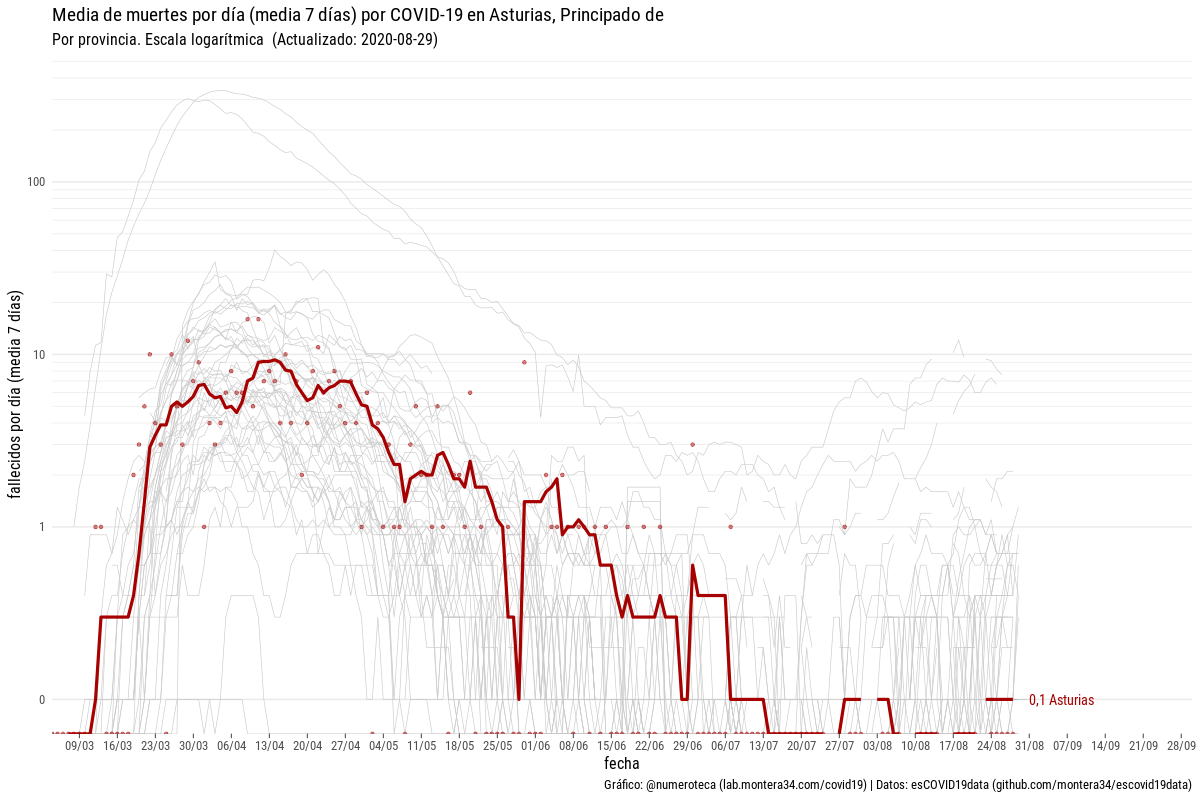 Media de muertes por día (media 7 días) por COVID-19 en Asturias, Principado de
Por provincia. Escala logarítmica  (Actualizado: 2020-08-29)
fallecidos por día (media 7 días)
100
10
1
0
0,1 Asturias
09/03 16/03 23/03 30/03 06/04 13/04 20/04 27/04 04/05 11/05 18/05 25/05 01/06 08/06 15/06 22/06 29/06 06/07 13/07 20/07 27/07 03/08 10/08 17/08 24/08 31/08 07/09 14/09 21/09 28/09
fecha
Gráfico: @numeroteca (lab.montera34.com/covid19) | Datos: esCOVID19data (github.com/montera34/escovid19data)